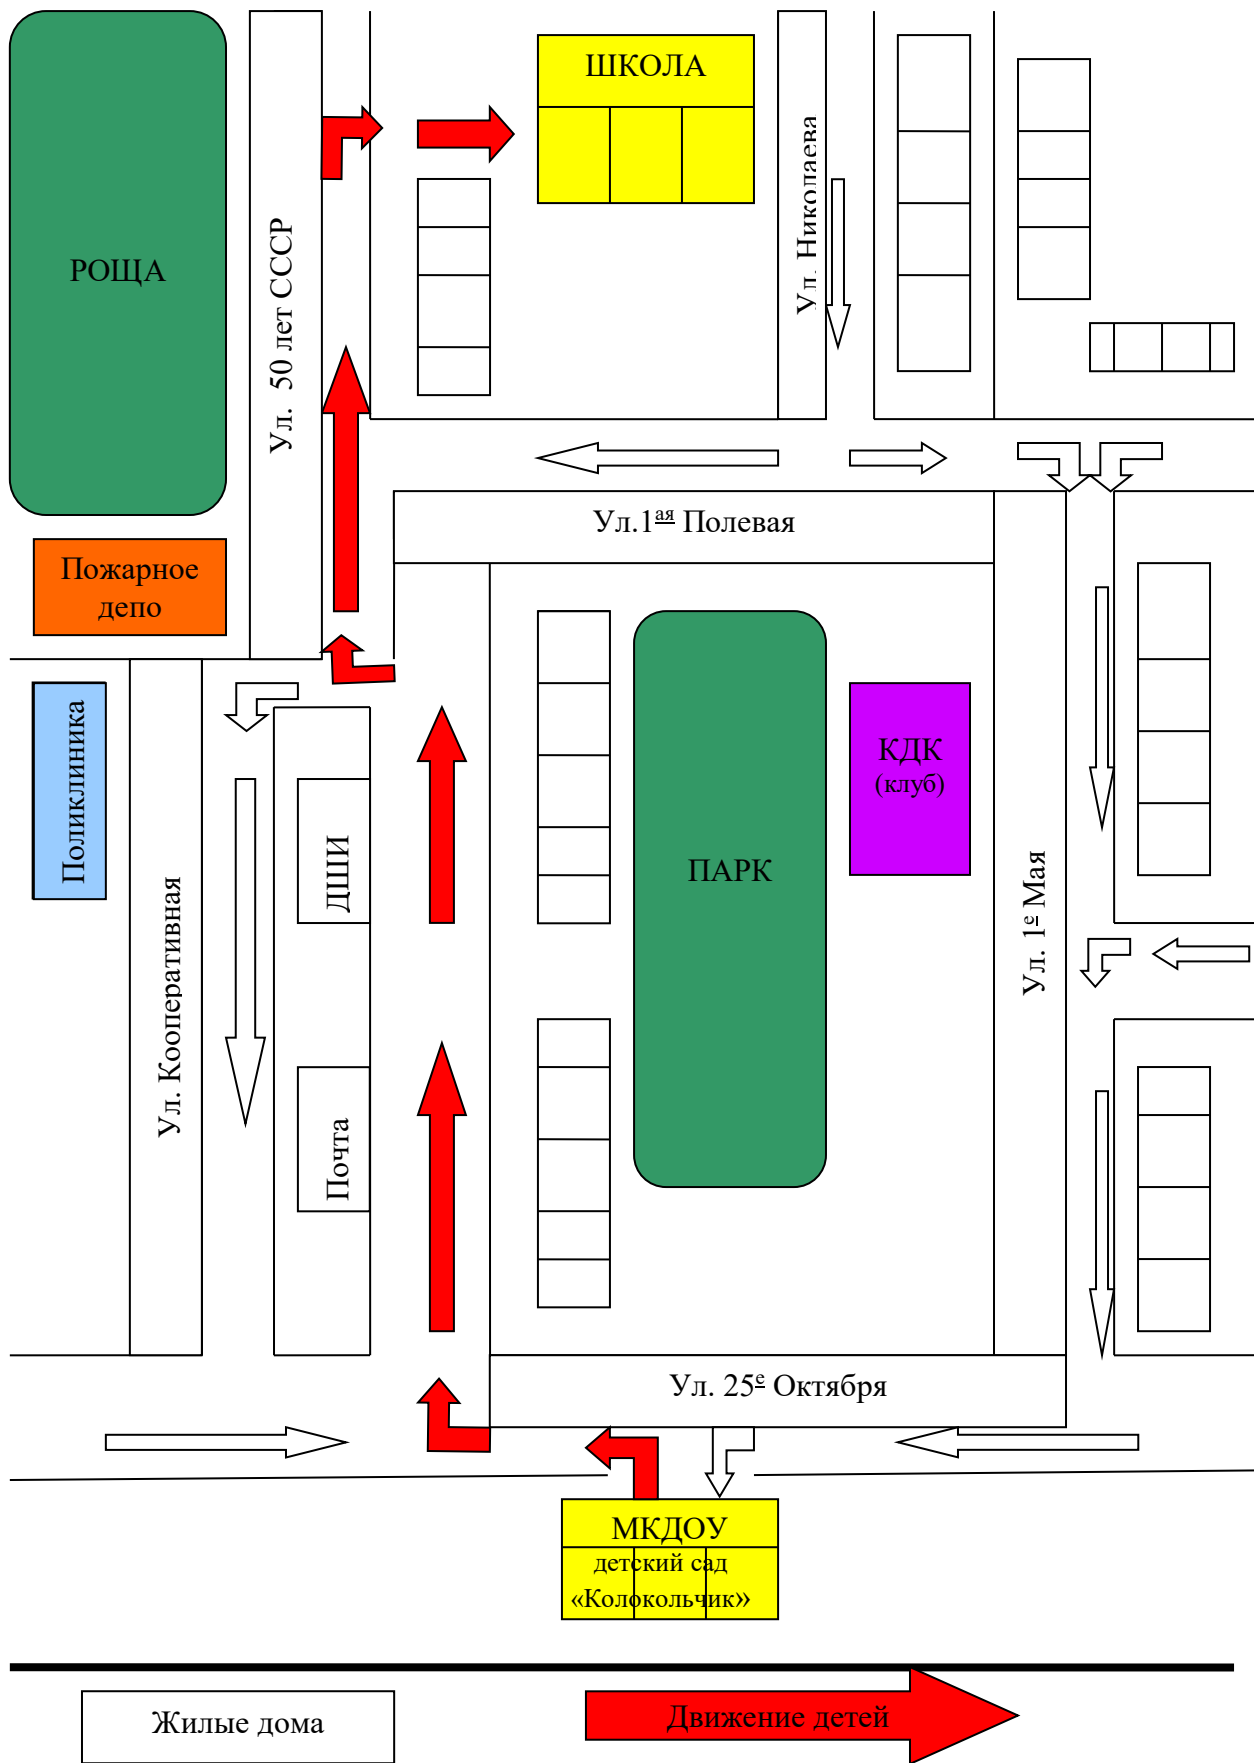 ШКОЛА
Ул. Николаева
РОЩА
Ул. 50 лет СССР
Ул.1ая Полевая
Пожарное
депо
Поликлиника
КДК
(клуб)
ДШИ
ПАРК
Ул. Кооперативная
Ул. 1е Мая
Почта
Ул. 25е Октября
МКДОУ
детский сад
«Колокольчик»
Жилые дома
Движение детей